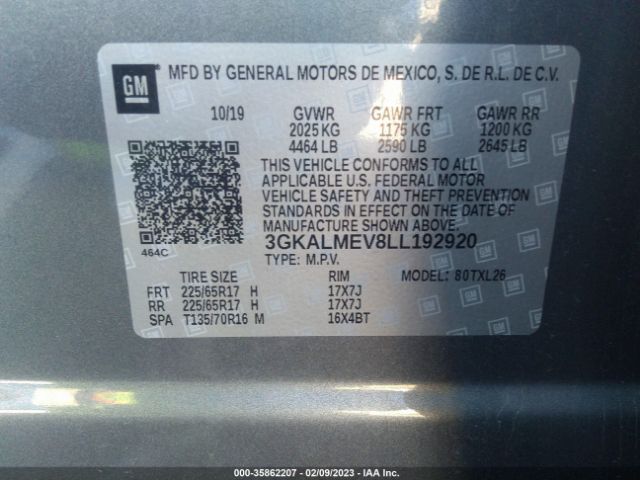 GM
MFD BY GENERAL MOTORS DE MEXICO, S. DE R.L. DE C.V.
10/19 GVWR GAWR FRT GAWR RR
2025 KG 1175 KG 1200 KG
4464 LB 2590 LB 2645 LB
THIS VEHICLE CONFORMS TO ALL
APPLICABLE U.S. FEDERAL MOTOR
VEHICLE SAFETY AND THEFT PREVENTION
STANDARDS IN EFFECT ON THE DATE OF
MANUFACTURE SHOWN ABOVE.
3GKALMEV8LL192920
464C
TYPE: M.P.V.
TIRE SIZE RIM MODEL: 80TXL26
FRT 225/65R17 H 17X7J
RR 225/65R17 H 17X7J
SPA T135/70R16 M 16X4BT
000-35862207 - 02/09/2023 - IAA Inc.